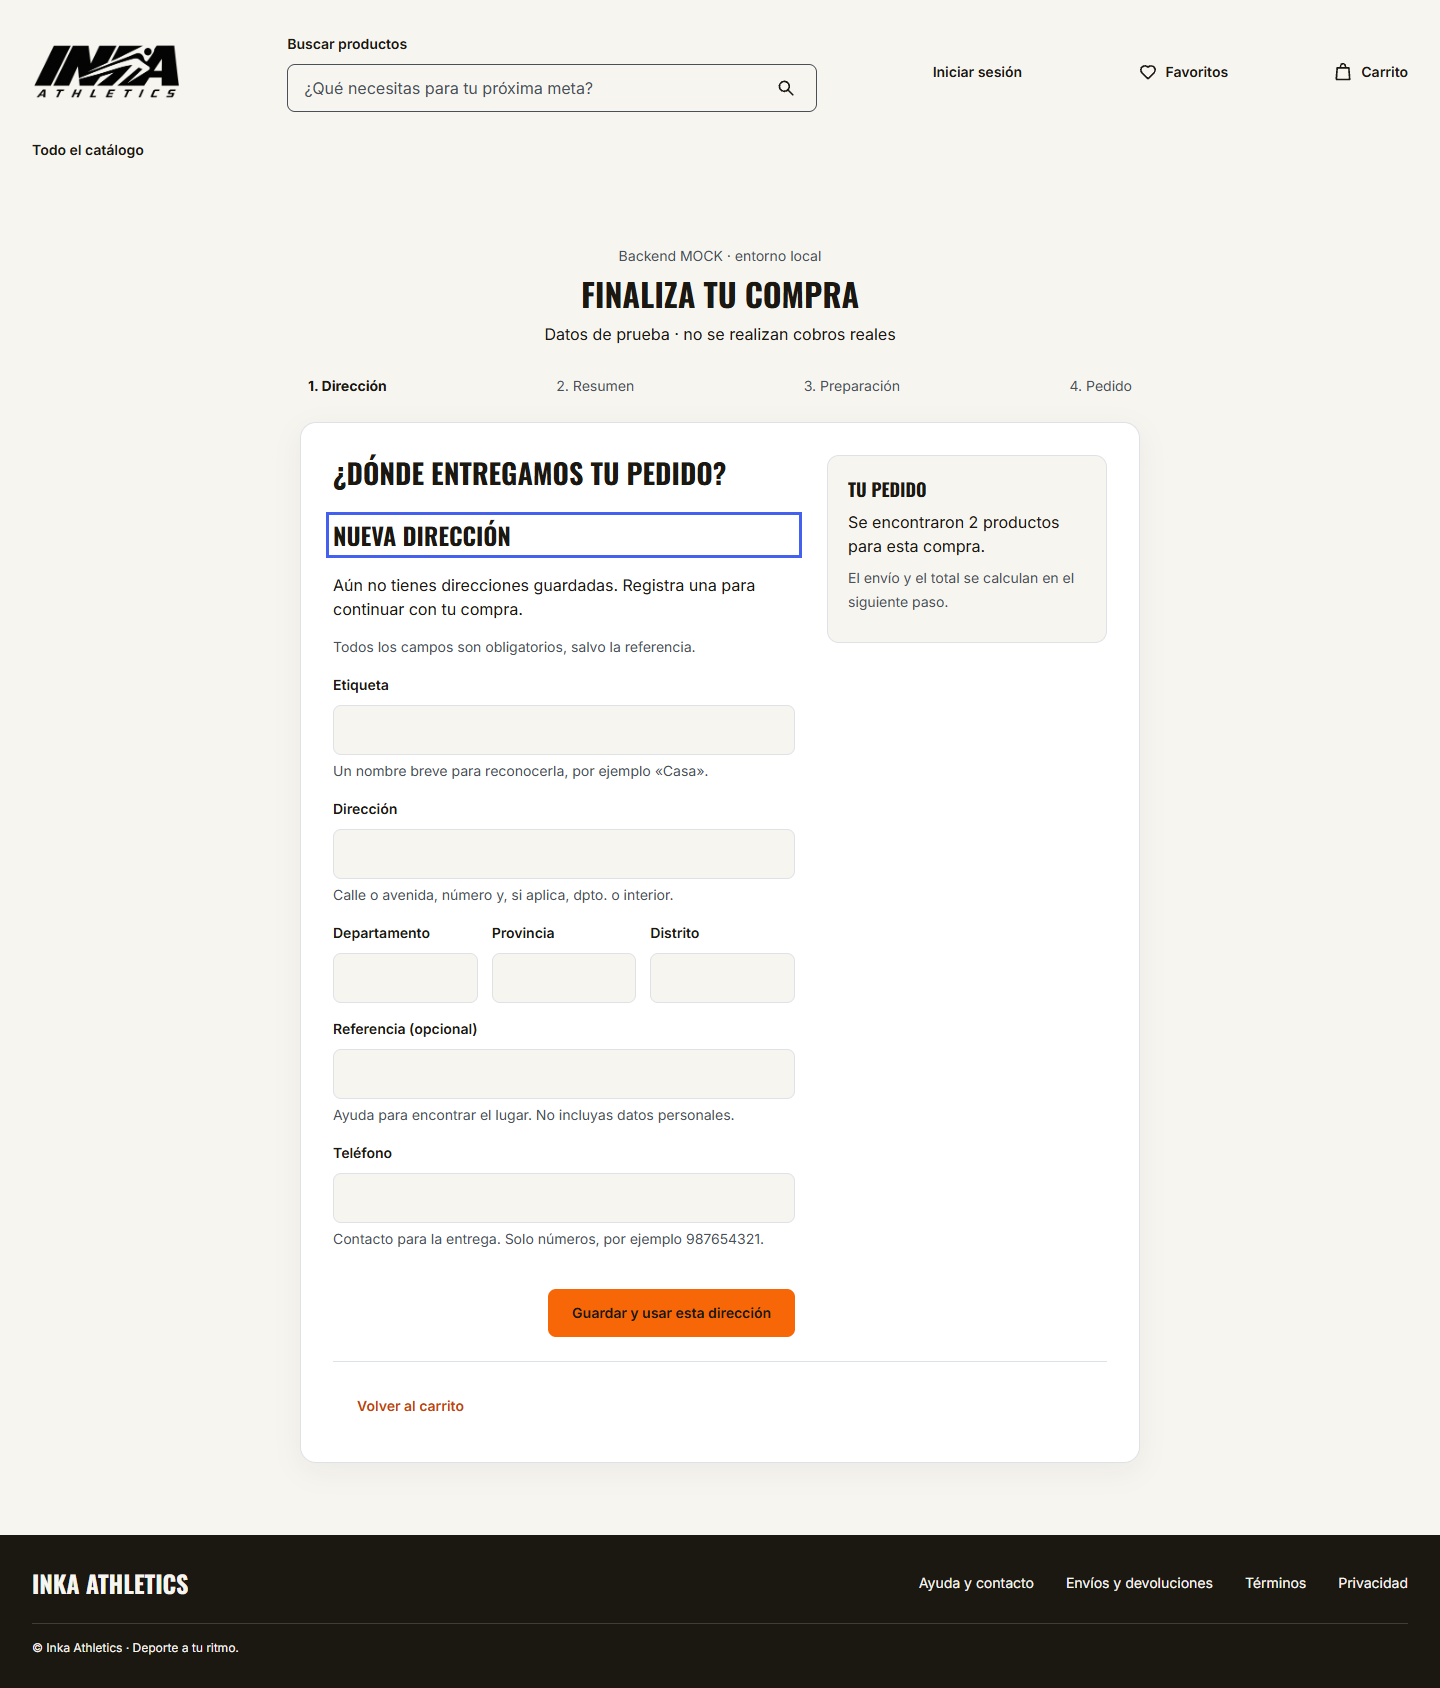 INKA
ATHLETICS
Buscar productos
¿Qué necesitas para tu próxima meta?
Iniciar sesión
Favoritos
Carrito
Todo el catálogo
Backend MOCK · entorno local
FINALIZA TU COMPRA
Datos de prueba · no se realizan cobros reales
1. Dirección
2. Resumen
3. Preparación
4. Pedido
¿DÓNDE ENTREGAMOS TU PEDIDO?
NUEVA DIRECCIÓN
Aún no tienes direcciones guardadas. Registra una para
continuar con tu compra.
Todos los campos son obligatorios, salvo la referencia.
Etiqueta
Un nombre breve para reconocerla, por ejemplo «Casa».
Dirección
Calle o avenida, número y, si aplica, dpto. o interior.
Departamento
Provincia
Distrito
Referencia (opcional)
Ayuda para encontrar el lugar. No incluyas datos personales.
Teléfono
Contacto para la entrega. Solo números, por ejemplo 987654321.
Guardar y usar esta dirección
Volver al carrito
TU PEDIDO
Se encontraron 2 productos
para esta compra.
El envío y el total se calculan en el
siguiente paso.
INKA ATHLETICS
Ayuda y contacto
Envíos y devoluciones
Términos
Privacidad
© Inka Athletics · Deporte a tu ritmo.